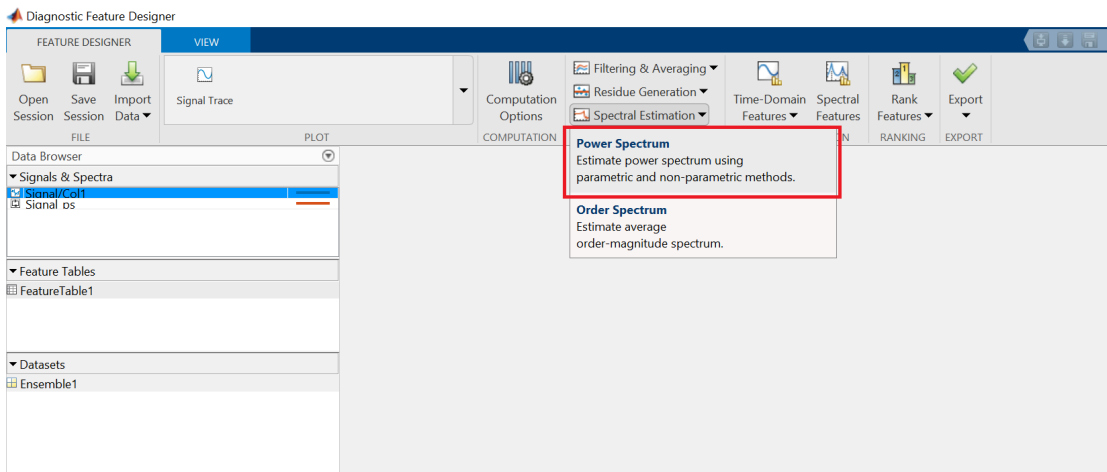 Diagnostic Feature Designer
FEATURE DESIGNER VIEW
Open Session
Save Session
Import Data
FILE
Signal Trace
PLOT
Computation Options
COMPUTATION
Filtering & Averaging
Residue Generation
Spectral Estimation
Time-Domain Features
Spectral Features
ON
Rank Features
RANKING
Export
EXPORT
Power Spectrum
Estimate power spectrum using
parametric and non-parametric methods.
Order Spectrum
Estimate average
order-magnitude spectrum.
Data Browser
Signals & Spectra
Signal/Col1
Signal_ps
Feature Tables
FeatureTable1
Datasets
Ensemble1